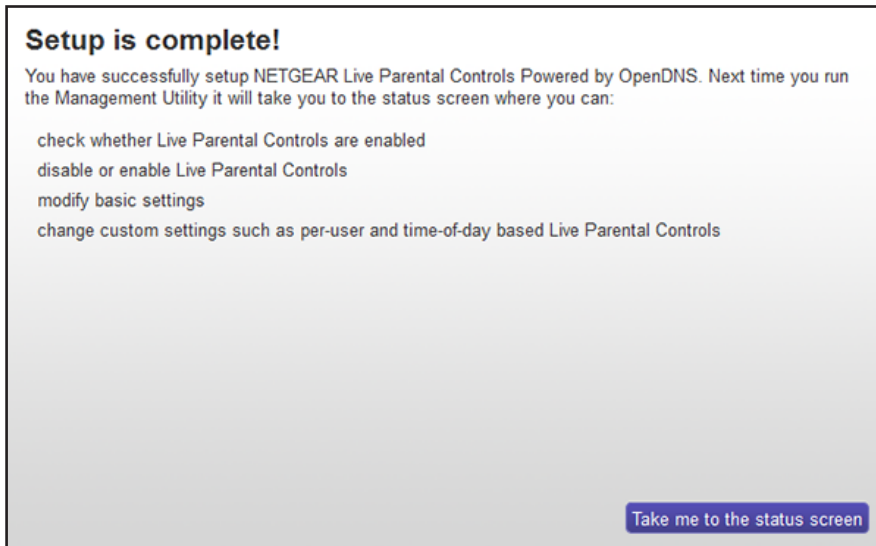 Setup is complete!
You have successfully setup NETGEAR Live Parental Controls Powered by OpenDNS. Next time you run
the Management Utility it will take you to the status screen where you can:
check whether Live Parental Controls are enabled
disable or enable Live Parental Controls
modify basic settings
change custom settings such as per-user and time-of-day based Live Parental Controls
Take me to the status screen